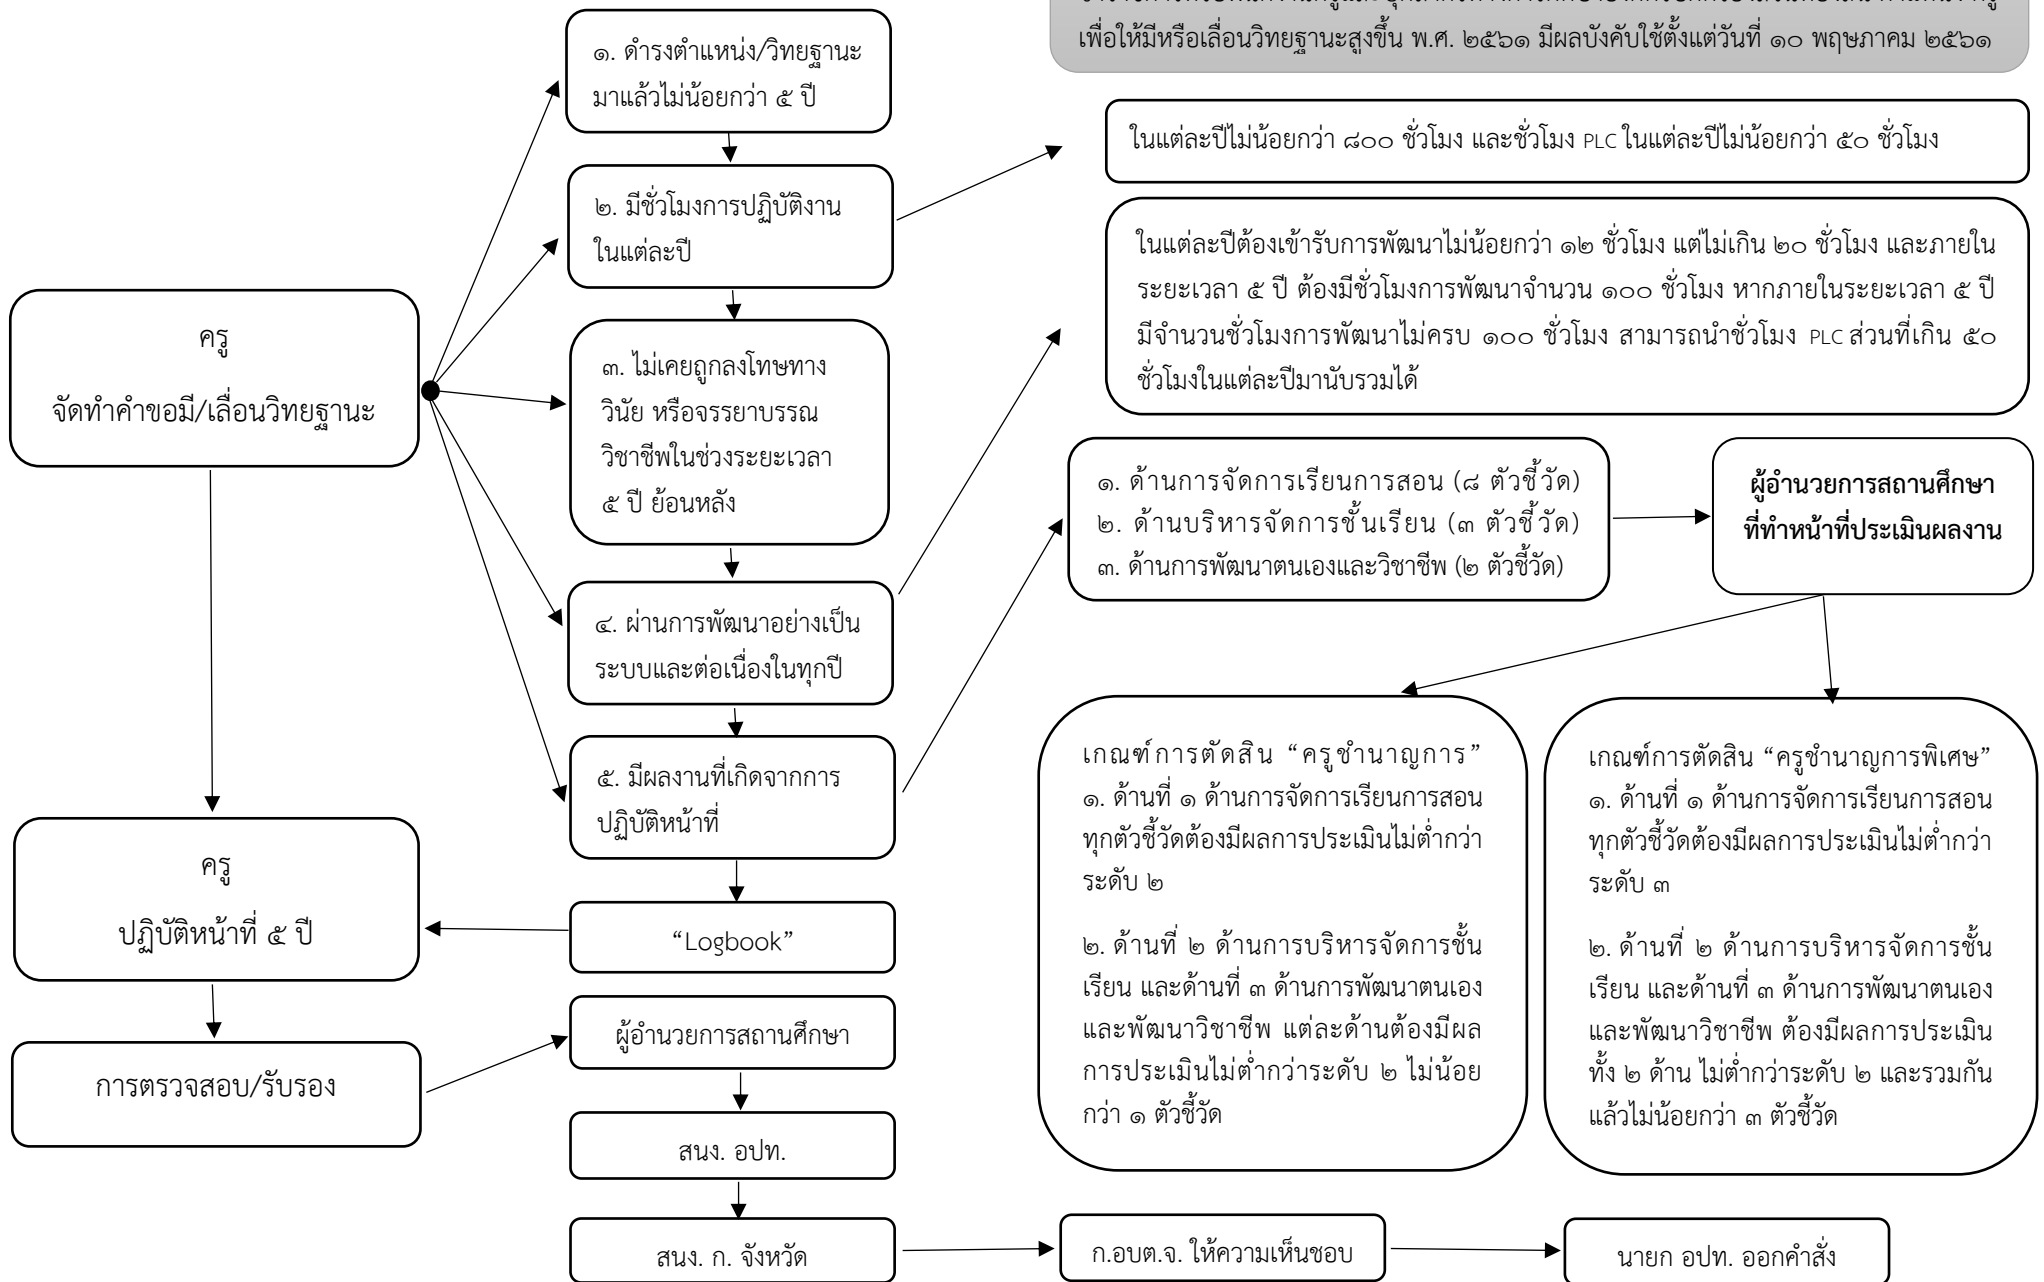 เพื่อให้มีหรือเลื่อนวิทยฐานะสูงขึ้น พ.ศ. ๒๕๖๑ มีผลบังคับใช้ตั้งแต่วันที่ ๑๐ พฤษภาคม ๒๕๖๑
๑. ดำรงตำแหน่ง/วิทยฐานะ
มาแล้วไม่น้อยกว่า ๕ ปี
ในแต่ละปีไม่น้อยกว่า ๘๐๐ ชั่วโมง และชั่วโมง PLC ในแต่ละปีไม่น้อยกว่า ๕๐ ชั่วโมง
๒. มีชั่วโมงการปฏิบัติงาน
ในแต่ละปี
ในแต่ละปีต้องเข้ารับการพัฒนาไม่น้อยกว่า ๑๒ ชั่วโมง แต่ไม่เกิน ๒๐ ชั่วโมง และภายใน
ระยะเวลา ๕ ปี ต้องมีชั่วโมงการพัฒนาจำนวน ๑๐๐ ชั่วโมง หากภายในระยะเวลา ๕ ปี
มีจำนวนชั่วโมงการพัฒนาไม่ครบ ๑๐๐ ชั่วโมง สามารถนำชั่วโมง PLC ส่วนที่เกิน ๕๐
ชั่วโมงในแต่ละปีมานับรวมได้
ครู
จัดทำคำขอมี/เลื่อนวิทยฐานะ
๓. ไม่เคยถูกลงโทษทาง
วินัย หรือจรรยาบรรณ
วิชาชีพในช่วงระยะเวลา
๕ ปี ย้อนหลัง
๑. ด้านการจัดการเรียนการสอน (๘ ตัวชี้วัด)
๒. ด้านบริหารจัดการชั้นเรียน (๓ ตัวชี้วัด)
๓. ด้านการพัฒนาตนเองและวิชาชีพ (๒ ตัวชี้วัด)
ผู้อำนวยการสถานศึกษา
ที่ทำหน้าที่ประเมินผลงาน
๔. ผ่านการพัฒนาอย่างเป็น
ระบบและต่อเนื่องในทุกปี
๕. มีผลงานที่เกิดจากการ
ปฏิบัติหน้าที่
เกณฑ์การตัดสิน “ครูชำนาญการ”
๑. ด้านที่ ๑ ด้านการจัดการเรียนการสอน
ทุกตัวชี้วัดต้องมีผลการประเมินไม่ต่ำกว่า
ระดับ ๒
๒. ด้านที่ ๒ ด้านการบริหารจัดการชั้น
เรียน และด้านที่ ๓ ด้านการพัฒนาตนเอง
และพัฒนาวิชาชีพ แต่ละด้านต้องมีผล
การประเมินไม่ต่ำกว่าระดับ ๒ ไม่น้อย
กว่า ๑ ตัวชี้วัด
เกณฑ์การตัดสิน “ครูชำนาญการพิเศษ”
๑. ด้านที่ ๑ ด้านการจัดการเรียนการสอน
ทุกตัวชี้วัดต้องมีผลการประเมินไม่ต่ำกว่า
ระดับ ๓
๒. ด้านที่ ๒ ด้านการบริหารจัดการชั้น
เรียน และด้านที่ ๓ ด้านการพัฒนาตนเอง
และพัฒนาวิชาชีพ ต้องมีผลการประเมิน
ทั้ง ๒ ด้าน ไม่ต่ำกว่าระดับ ๒ และรวมกัน
แล้วไม่น้อยกว่า ๓ ตัวชี้วัด
ครู
ปฏิบัติหน้าที่ ๕ ปี
“Logbook”
การตรวจสอบ/รับรอง
ผู้อำนวยการสถานศึกษา
สนง. อปท.
สนง. ก. จังหวัด
ก.อบต.จ. ให้ความเห็นชอบ
นายก อปท. ออกคำสั่ง